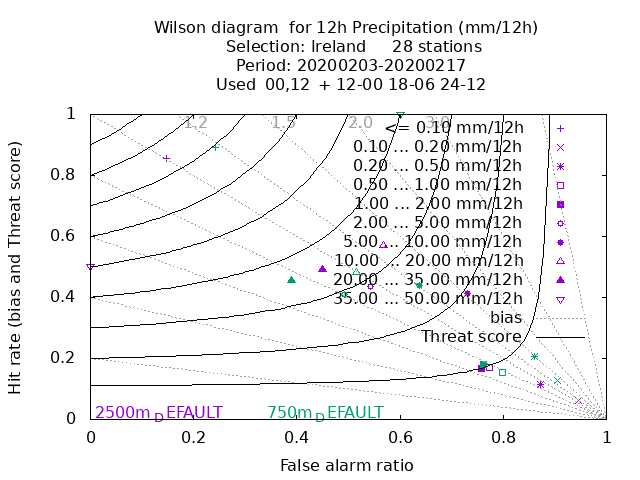 Wilson diagram  for 12h Precipitation (mm/12h)
Selection: Ireland     28 stations
Period: 20200203-20200217
Used  00,12  + 12-00 18-06 24-12
Hit rate (bias and Threat score)
1
0.8
0.6
0.4
0.2
0
1.2 1.5 2.0 3.0
<= 0.10 mm/12h
0.10 ... 0.20 mm/12h
0.20 ... 0.50 mm/12h
0.50 ... 1.00 mm/12h
1.00 ... 2.00 mm/12h
2.00 ... 5.00 mm/12h
5.00 ... 10.00 mm/12h
10.00 ... 20.00 mm/12h
20.00 ... 35.00 mm/12h
35.00 ... 50.00 mm/12h
bias
Threat score
2500m_DEFAULT 750m_DEFAULT
0 0.2 0.4 0.6 0.8 1
False alarm ratio